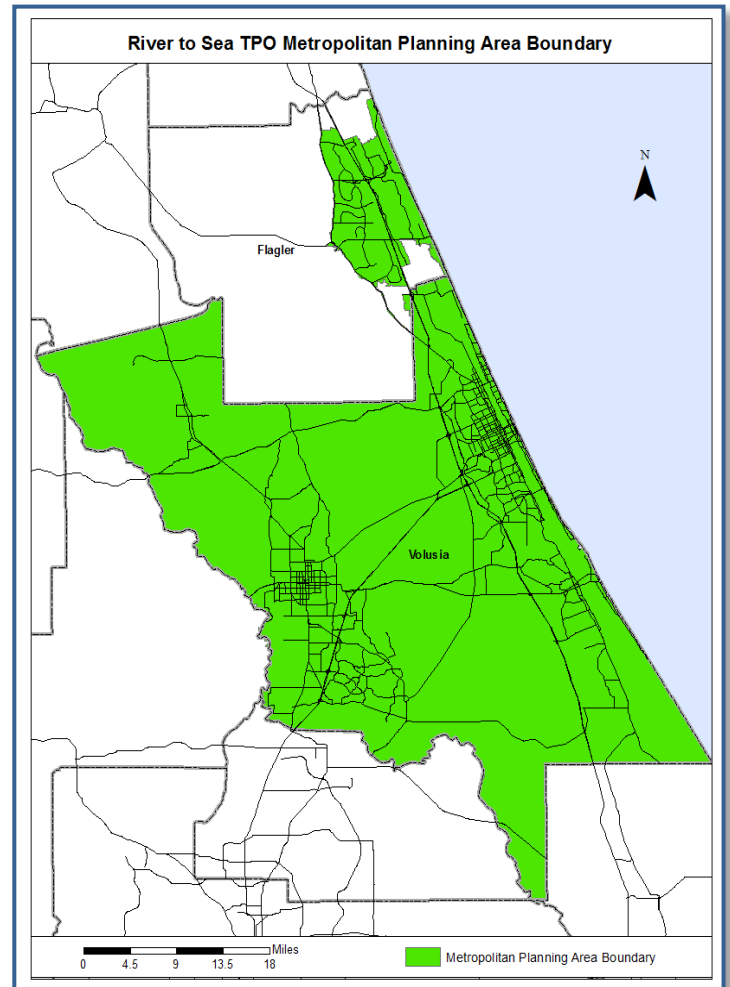 River to Sea TPO Metropolitan Planning Area Boundary
N
Flagler
Volusia
Miles
0 4.5 9 13.5 18
Metropolitan Planning Area Boundary